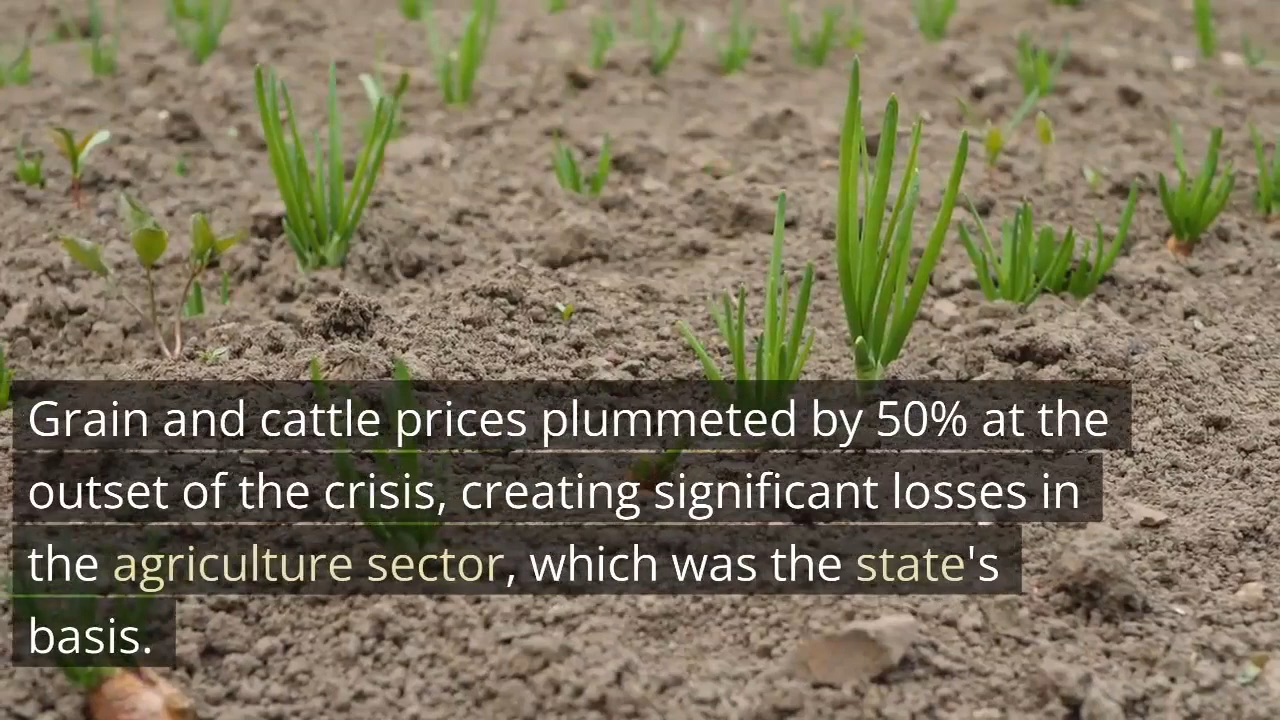 Grain and cattle prices plummeted by 50% at the
outset of the crisis, creating significant losses in
the agriculture sector, which was the state's
basis.